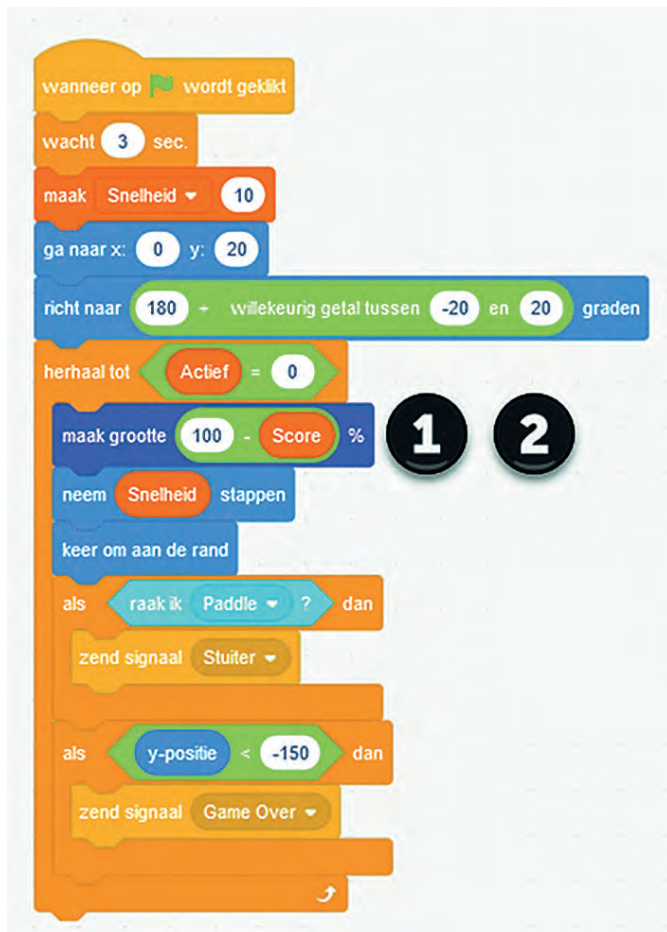 wanneer op wordt geklikt
wacht 3 sec.
maak Snelheid 10
ga naar x: 0 y: 20
richt naar 180 + willekeurig getal tussen -20 en 20 graden
herhaal tot Actief = 0
maak grootte 100 - Score % 1 2
neem Snelheid stappen
keer om aan de rand
als raak ik Paddle ? dan
zend signaal Stuiter
als y-positie < -150 dan
zend signaal Game Over